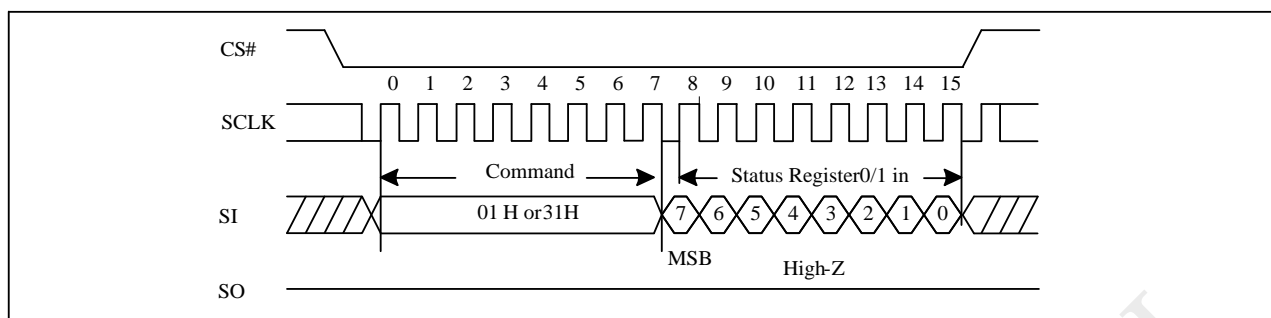 CS#
0 1 2 3 4 5 6 7 8 9 10 11 12 13 14 15
SCLK
Command Status Register0/1 in
SI 01 H or31H 7 6 5 4 3 2 1 0
MSB
High-Z
SO